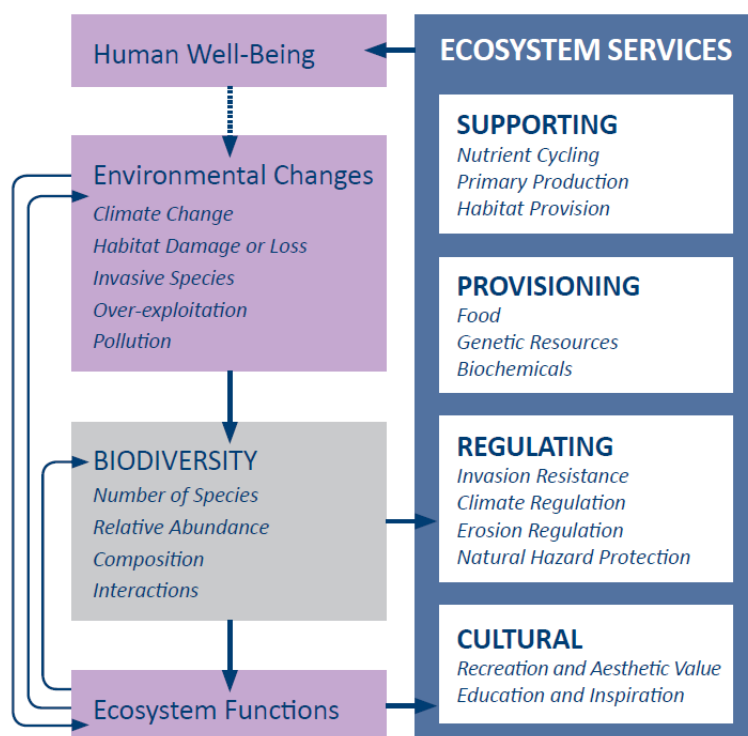 Human Well-Being
Environmental Changes
Climate Change
Habitat Damage or Loss
Invasive Species
Over-exploitation
Pollution
BIODIVERSITY
Number of Species
Relative Abundance
Composition
Interactions
Ecosystem Functions
ECOSYSTEM SERVICES
SUPPORTING
Nutrient Cycling
Primary Production
Habitat Provision
PROVISIONING
Food
Genetic Resources
Biochemicals
REGULATING
Invasion Resistance
Climate Regulation
Erosion Regulation
Natural Hazard Protection
CULTURAL
Recreation and Aesthetic Value
Education and Inspiration